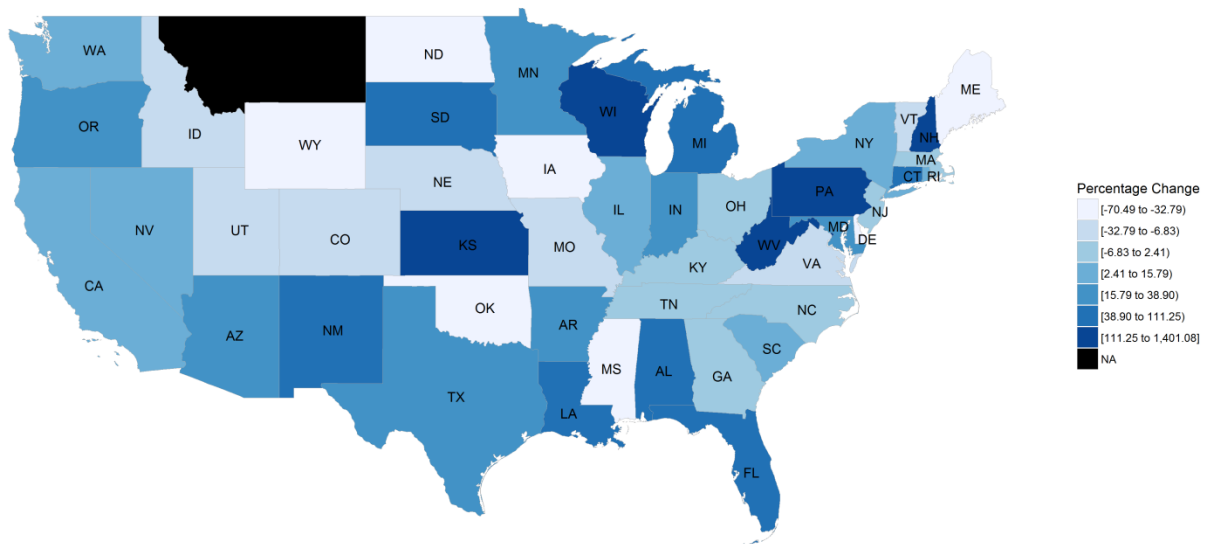 WA
ND
MN
ME
VT
OR
ID
SD
WI
NH
WY
MI
NY
MA
CT
RI
IA
NE
PA
NJ
OH
IL
IN
NV
UT
CO
MD
DE
KS
MO
WV
VA
KY
CA
TN
NC
OK
AR
NM
AZ
SC
MS
AL
GA
TX
LA
FL
Percentage Change
[-70.49 to -32.79)
[-32.79 to -6.83)
[-6.83 to 2.41)
[2.41 to 15.79)
[15.79 to 38.90)
[38.90 to 111.25)
[111.25 to 1,401.08]
NA